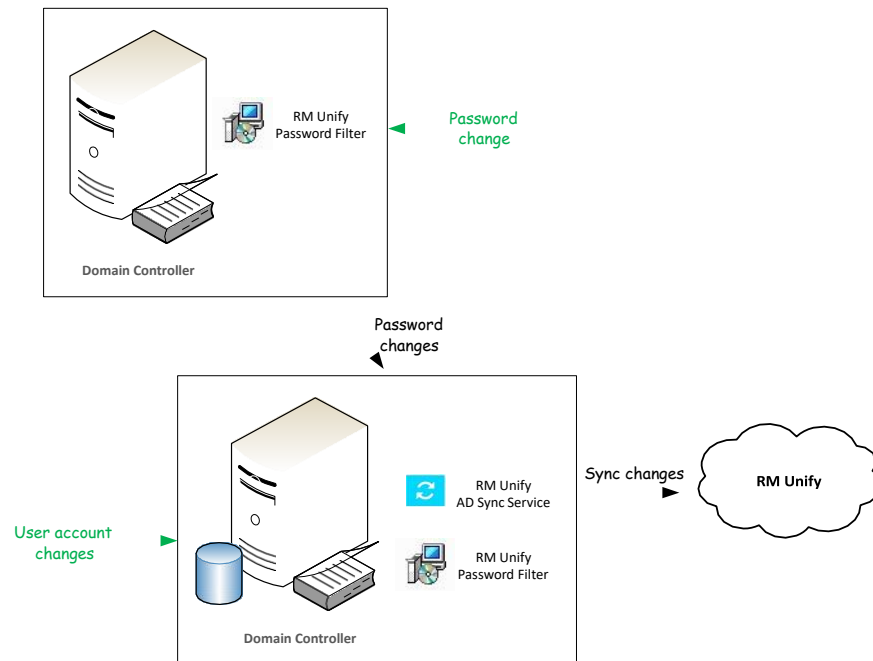 RM Unify
Password Filter
Password
change
Domain Controller
Password
changes
RM Unify
AD Sync Service
Sync changes
RM Unify
User account
changes
RM Unify
Password Filter
Domain Controller